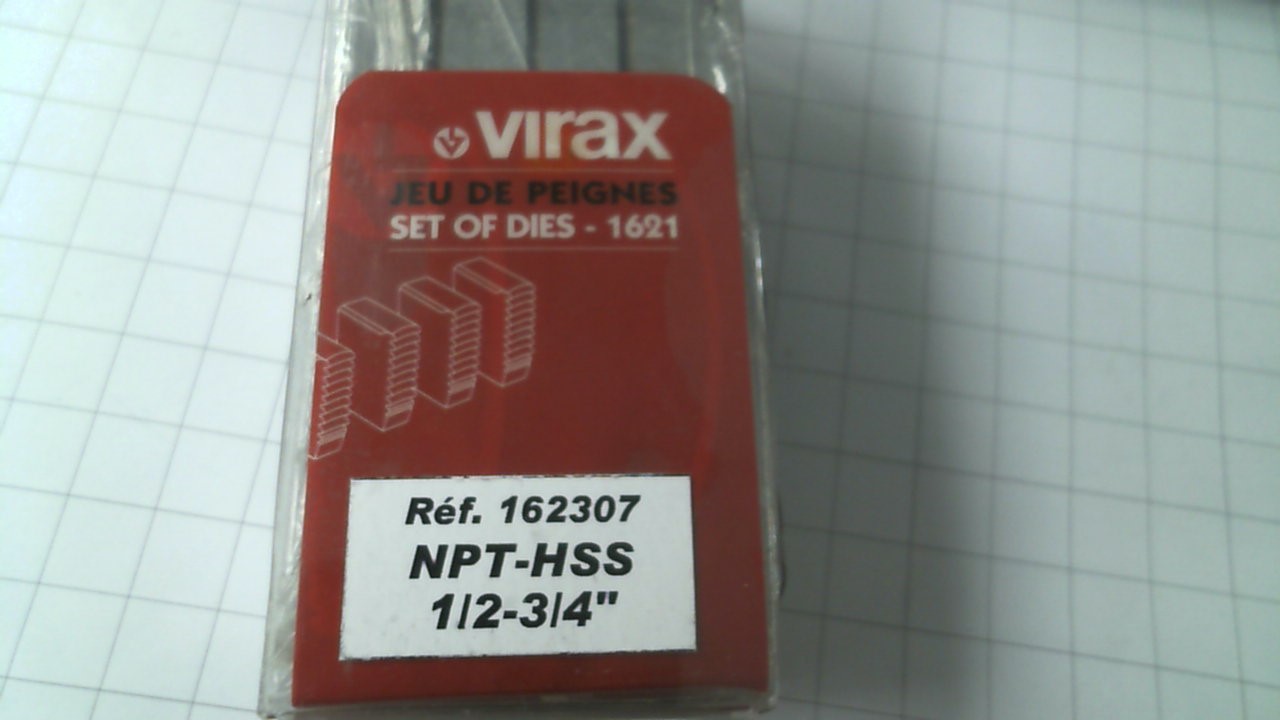 virax
JEU DE PEIGNES
SET OF DIES - 1621
Réf. 162307
NPT-HSS
1/2-3/4"